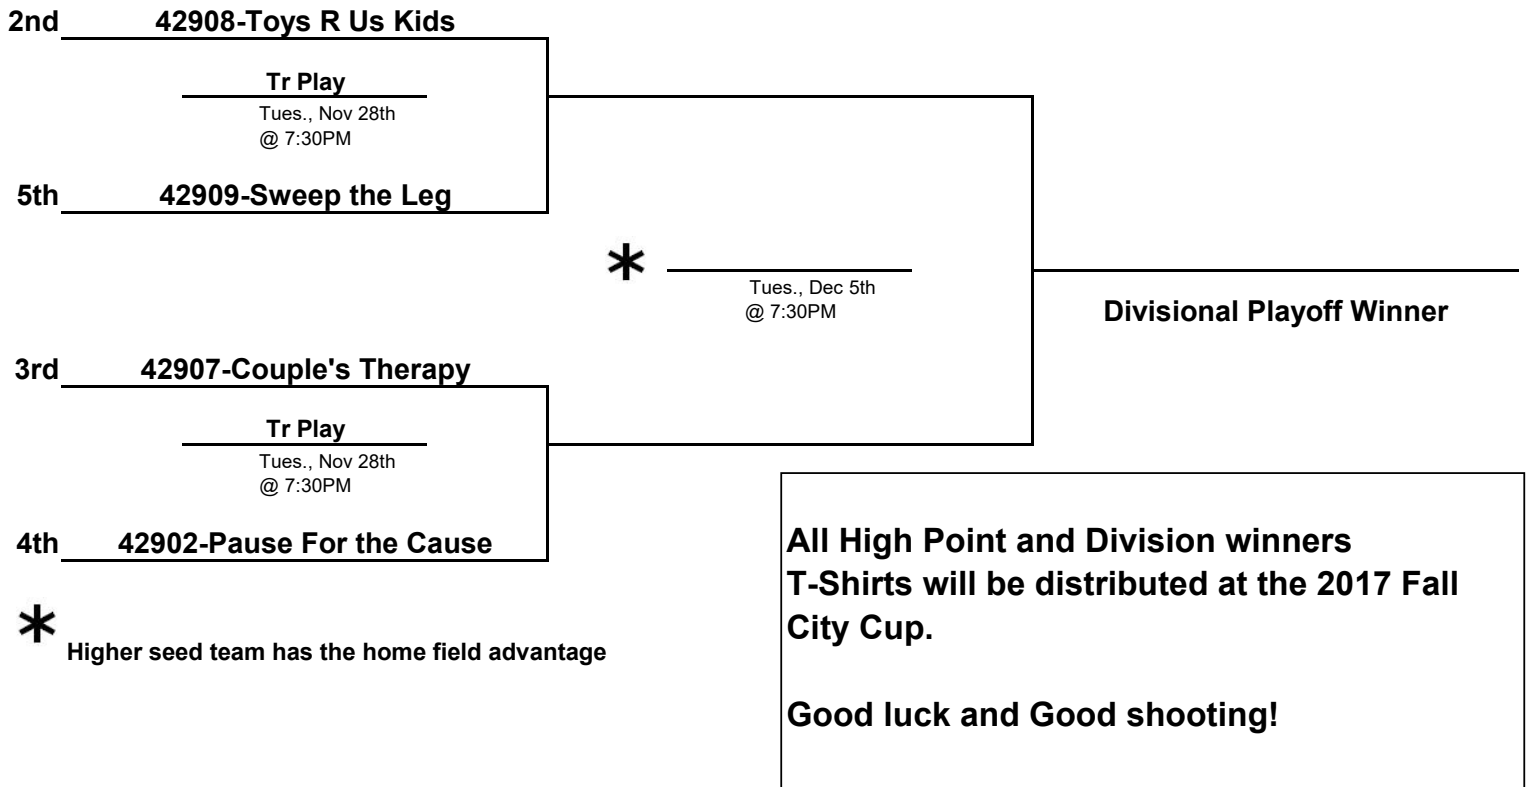 2nd 42908-Toys R Us Kids
Tr Play
Tues., Nov 28th
@ 7:30PM
5th 42909-Sweep the Leg
*
Tues., Dec 5th
@ 7:30PM
Divisional Playoff Winner
3rd 42907-Couple's Therapy
Tr Play
Tues., Nov 28th
@ 7:30PM
4th 42902-Pause For the Cause
* Higher seed team has the home field advantage
All High Point and Division winners
T-Shirts will be distributed at the 2017 Fall
City Cup.
Good luck and Good shooting!